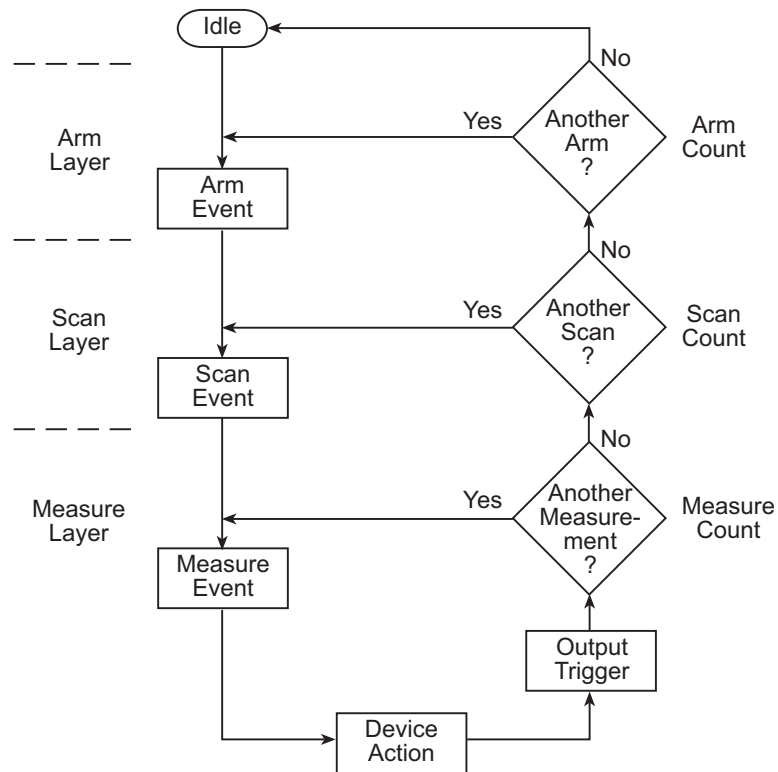 Idle
No
Arm
Layer
Yes
Another
Arm
?
Arm
Count
Arm
Event
No
Scan
Layer
Yes
Another
Scan
?
Scan
Count
Scan
Event
No
Measure
Layer
Yes
Another
Measure-
ment
?
Measure
Count
Measure
Event
Output
Trigger
Device
Action